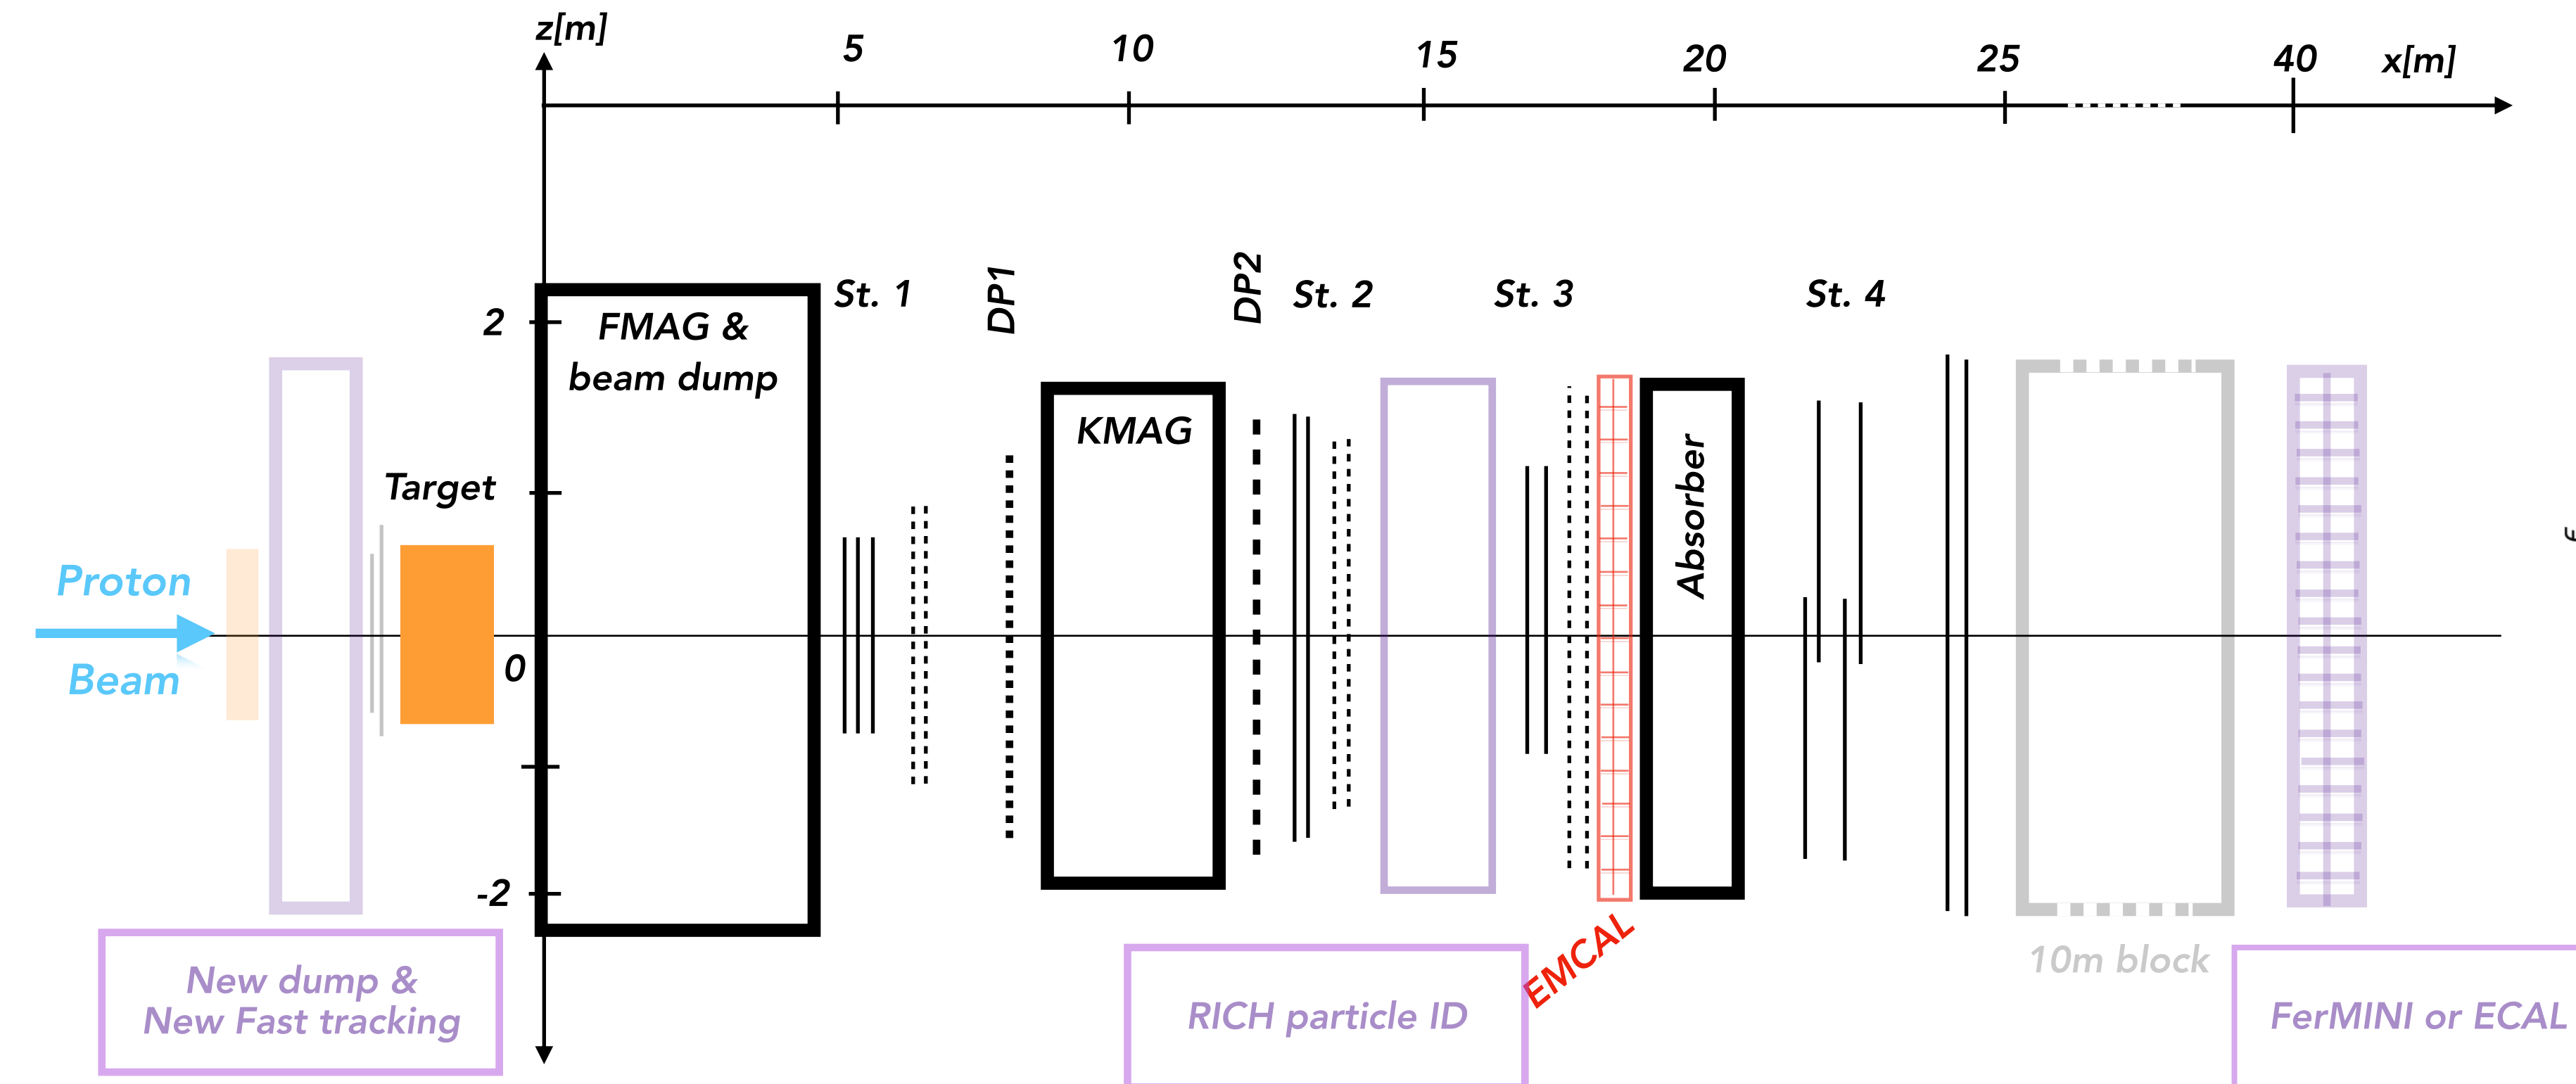 z[m]
5
10
15
20
25
40
x[m]
DP1
DP2
St. 1
St. 2
St. 3
St. 4
2
FMAG &
beam dump
KMAG
Absorber
Target
Proton
Beam
0
-2
EMCAL
10m block
New dump &
New Fast tracking
RICH particle ID
FerMINI or ECAL